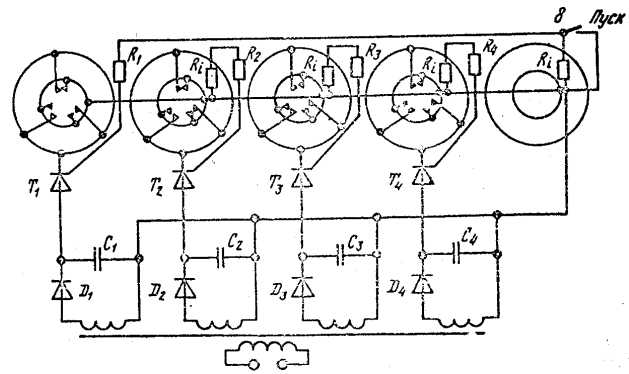 8 Пуск
R1
Ri R2
Ri R3
Ri R4
Ri
T1 T2 T3 T4
C1 C2 C3 C4
D1 D2 D3 D4